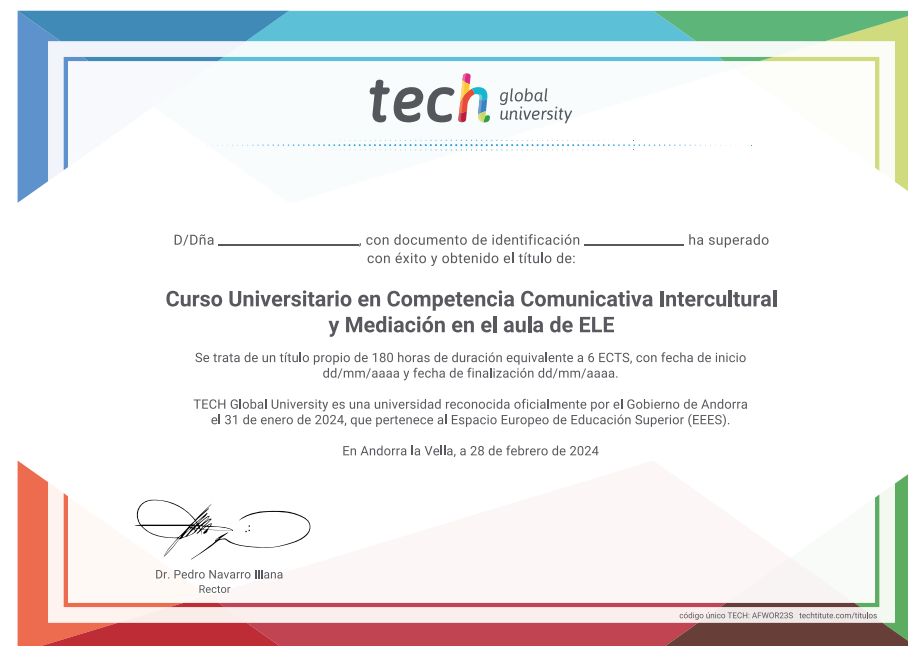 tech global university
D/Dña ____________________, con documento de identificación ______________ ha superado
con éxito y obtenido el título de:
Curso Universitario en Competencia Comunicativa Intercultural
y Mediación en el aula de ELE
Se trata de un título propio de 180 horas de duración equivalente a 6 ECTS, con fecha de inicio
dd/mm/aaaa y fecha de finalización dd/mm/aaaa.
TECH Global University es una universidad reconocida oficialmente por el Gobierno de Andorra
el 31 de enero de 2024, que pertenece al Espacio Europeo de Educación Superior (EEES).
En Andorra la Vella, a 28 de febrero de 2024
Dr. Pedro Navarro Illana
Rector
código único TECH: AFWOR23S techtitute.com/titulos